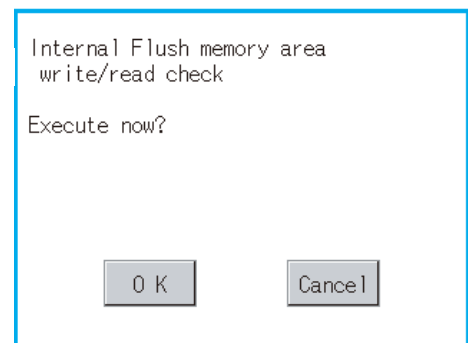 Internal Flush memory area
write/read check
Execute now?
O K
Cancel